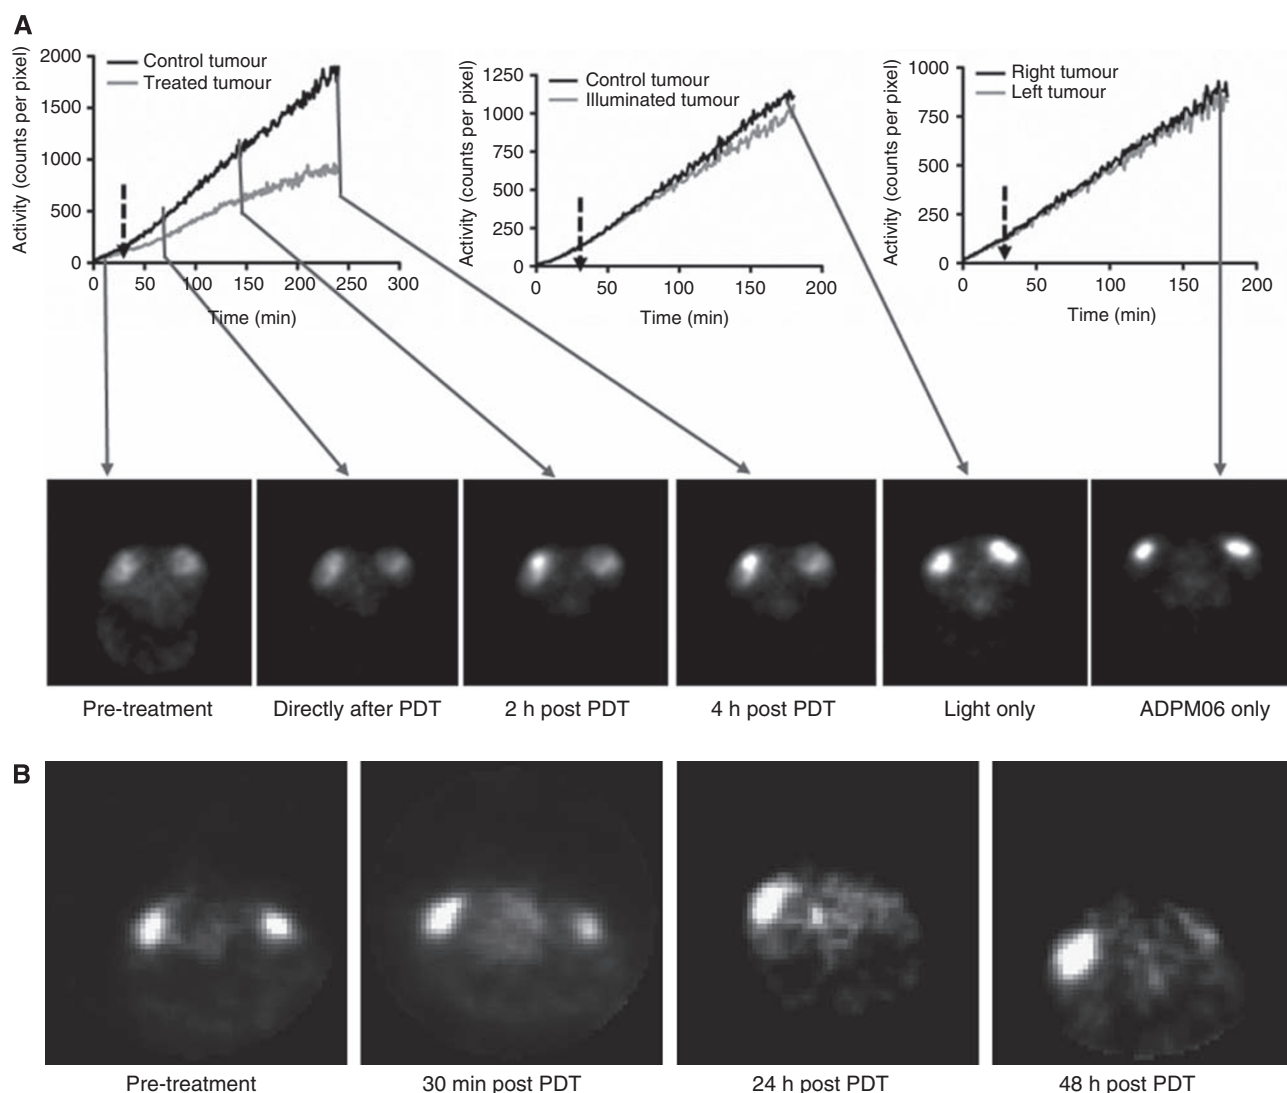 A
Activity (counts per pixel)
2000
1500
1000
500
0
Control tumour
Treated tumour
0 50 100 150 200 250 300
Time (min)
Activity (counts per pixel)
1250
1000
750
500
250
0
Control tumour
Illuminated tumour
0 50 100 150 200
Time (min)
Activity (counts per pixel)
1000
750
500
250
0
Right tumour
Left tumour
0 50 100 150 200
Time (min)
Pre-treatment
Directly after PDT
2 h post PDT
4 h post PDT
Light only
ADPM06 only
B
Pre-treatment
30 min post PDT
24 h post PDT
48 h post PDT